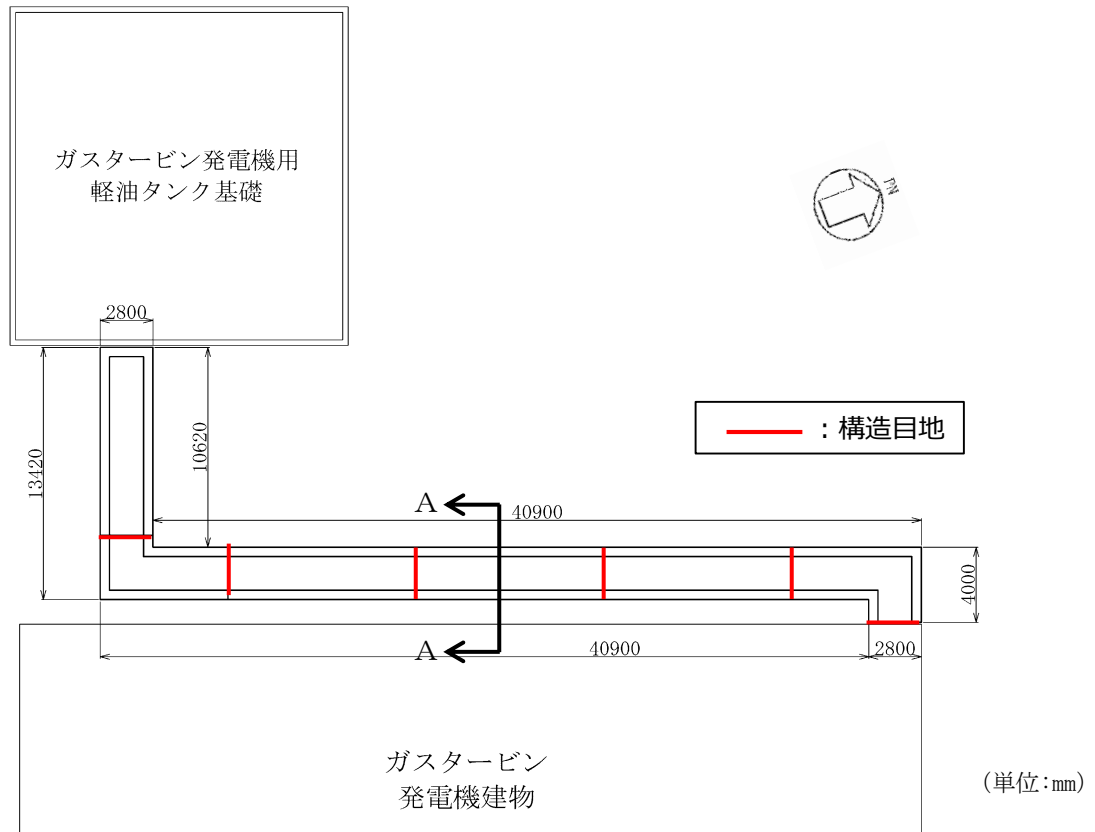 ガスタービン発電機用
軽油タンク基礎
PN
2800
13420
10620
：構造目地
A
40900
4000
A
40900
2800
ガスタービン
発電機建物
(単位:mm)